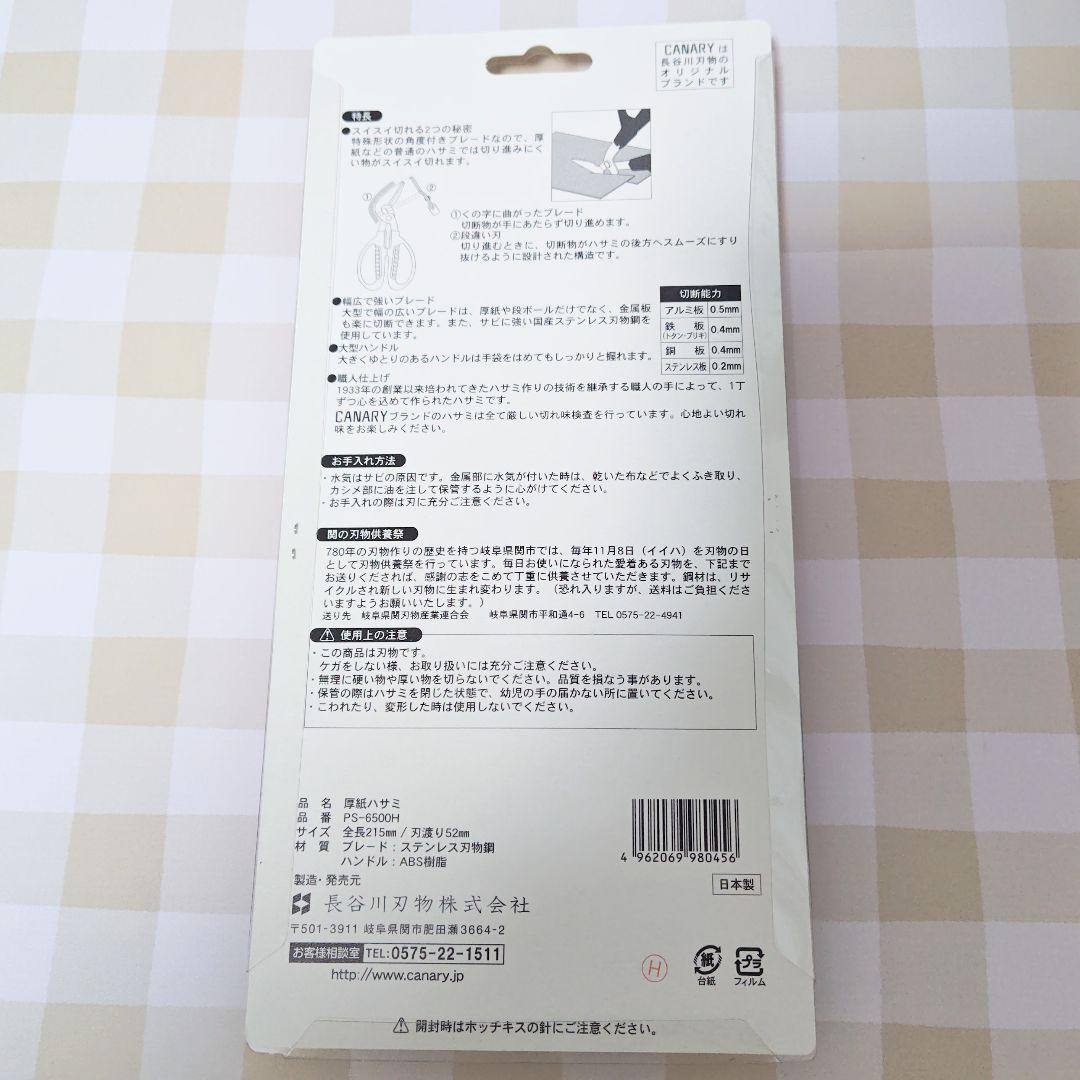 CANARYは
長谷川刃物の
オリジナル
ブランドです
特長
●スイスイ切れる2つの秘密
特殊形状の角度付きブレードなので、厚
紙などの普通のハサミでは切り進みにく
い物がスイスイ切れます。
① ②
①くの字に曲がったブレード
切断物が手にあたらず切り進めます。
②段違い刃
切り進むときに、切断物がハサミの後方へスムーズにすり
抜けるように設計された構造です。
●幅広で強いブレード
大型で幅の広いブレードは、厚紙や段ボールだけでなく、金属板
も楽に切断できます。また、サビに強い国産ステンレス刃物鋼を
使用しています。
●大型ハンドル
大きくゆとりのあるハンドルは手袋をはめてもしっかりと握れます。
切断能力
アルミ板 0.5mm
鉄 板 0.4mm
(トタン・ブリキ)
銅 板 0.4mm
ステンレス板 0.2mm
●職人仕上げ
1933年の創業以来培われてきたハサミ作りの技術を継承する職人の手によって、1丁
ずつ心を込めて作られたハサミです。
CANARYブランドのハサミは全て厳しい切れ味検査を行っています。心地よい切れ
味をお楽しみください。
お手入れ方法
・水気はサビの原因です。金属部に水気が付いた時は、乾いた布などでよくふき取り、
カシメ部に油を注して保管するように心がけてください。
・お手入れの際は刃に充分ご注意ください。
関の刃物供養祭
780年の刃物作りの歴史を持つ岐阜県関市では、毎年11月8日（イイハ）を刃物の日
として刃物供養祭を行っています。毎日お使いになられた愛着ある刃物を、下記まで
お送りくだされば、感謝の志をこめて丁重に供養させていただきます。鋼材は、リサ
イクルされ新しい刃物に生まれ変わります。（恐れ入りますが、送料はご負担くださ
いますようお願いいたします。）
送り先 岐阜県関刃物産業連合会 岐阜県関市平和通4-6 TEL 0575-22-4941
⚠ 使用上の注意
・この商品は刃物です。
ケガをしない様、お取り扱いには充分ご注意ください。
・無理に硬い物や厚い物を切らないでください。品質を損なう事があります。
・保管の際はハサミを閉じた状態で、幼児の手の届かない所に置いてください。
・こわれたり、変形した時は使用しないでください。
品 名 厚紙ハサミ
品 番 PS-6500H
サイズ 全長215mm / 刃渡り52mm
材 質 ブレード：ステンレス刃物鋼
ハンドル：ABS樹脂
4 962069 980456
製造・発売元
日本製
長谷川刃物株式会社
〒501-3911 岐阜県関市肥田瀬3664-2
お客様相談室 TEL:0575-22-1511
http://www.canary.jp
H
紙
台紙
プラ
フィルム
⚠ 開封時はホッチキスの針にご注意ください。